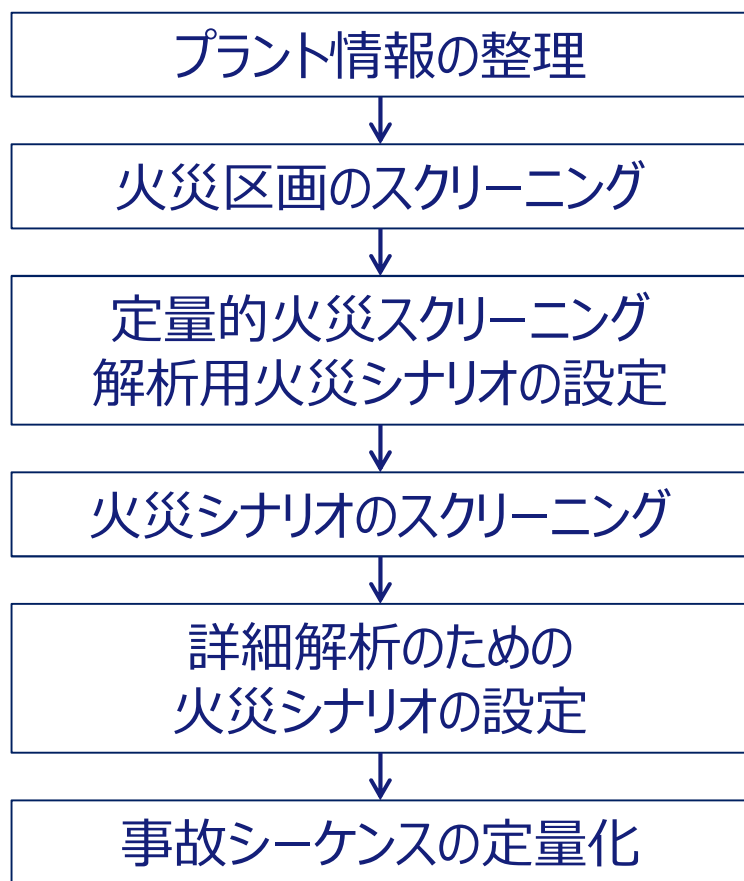 プラント情報の整理
火災区画のスクリーニング
定量的火災スクリーニング
解析用火災シナリオの設定
火災シナリオのスクリーニング
詳細解析のための
火災シナリオの設定
事故シーケンスの定量化